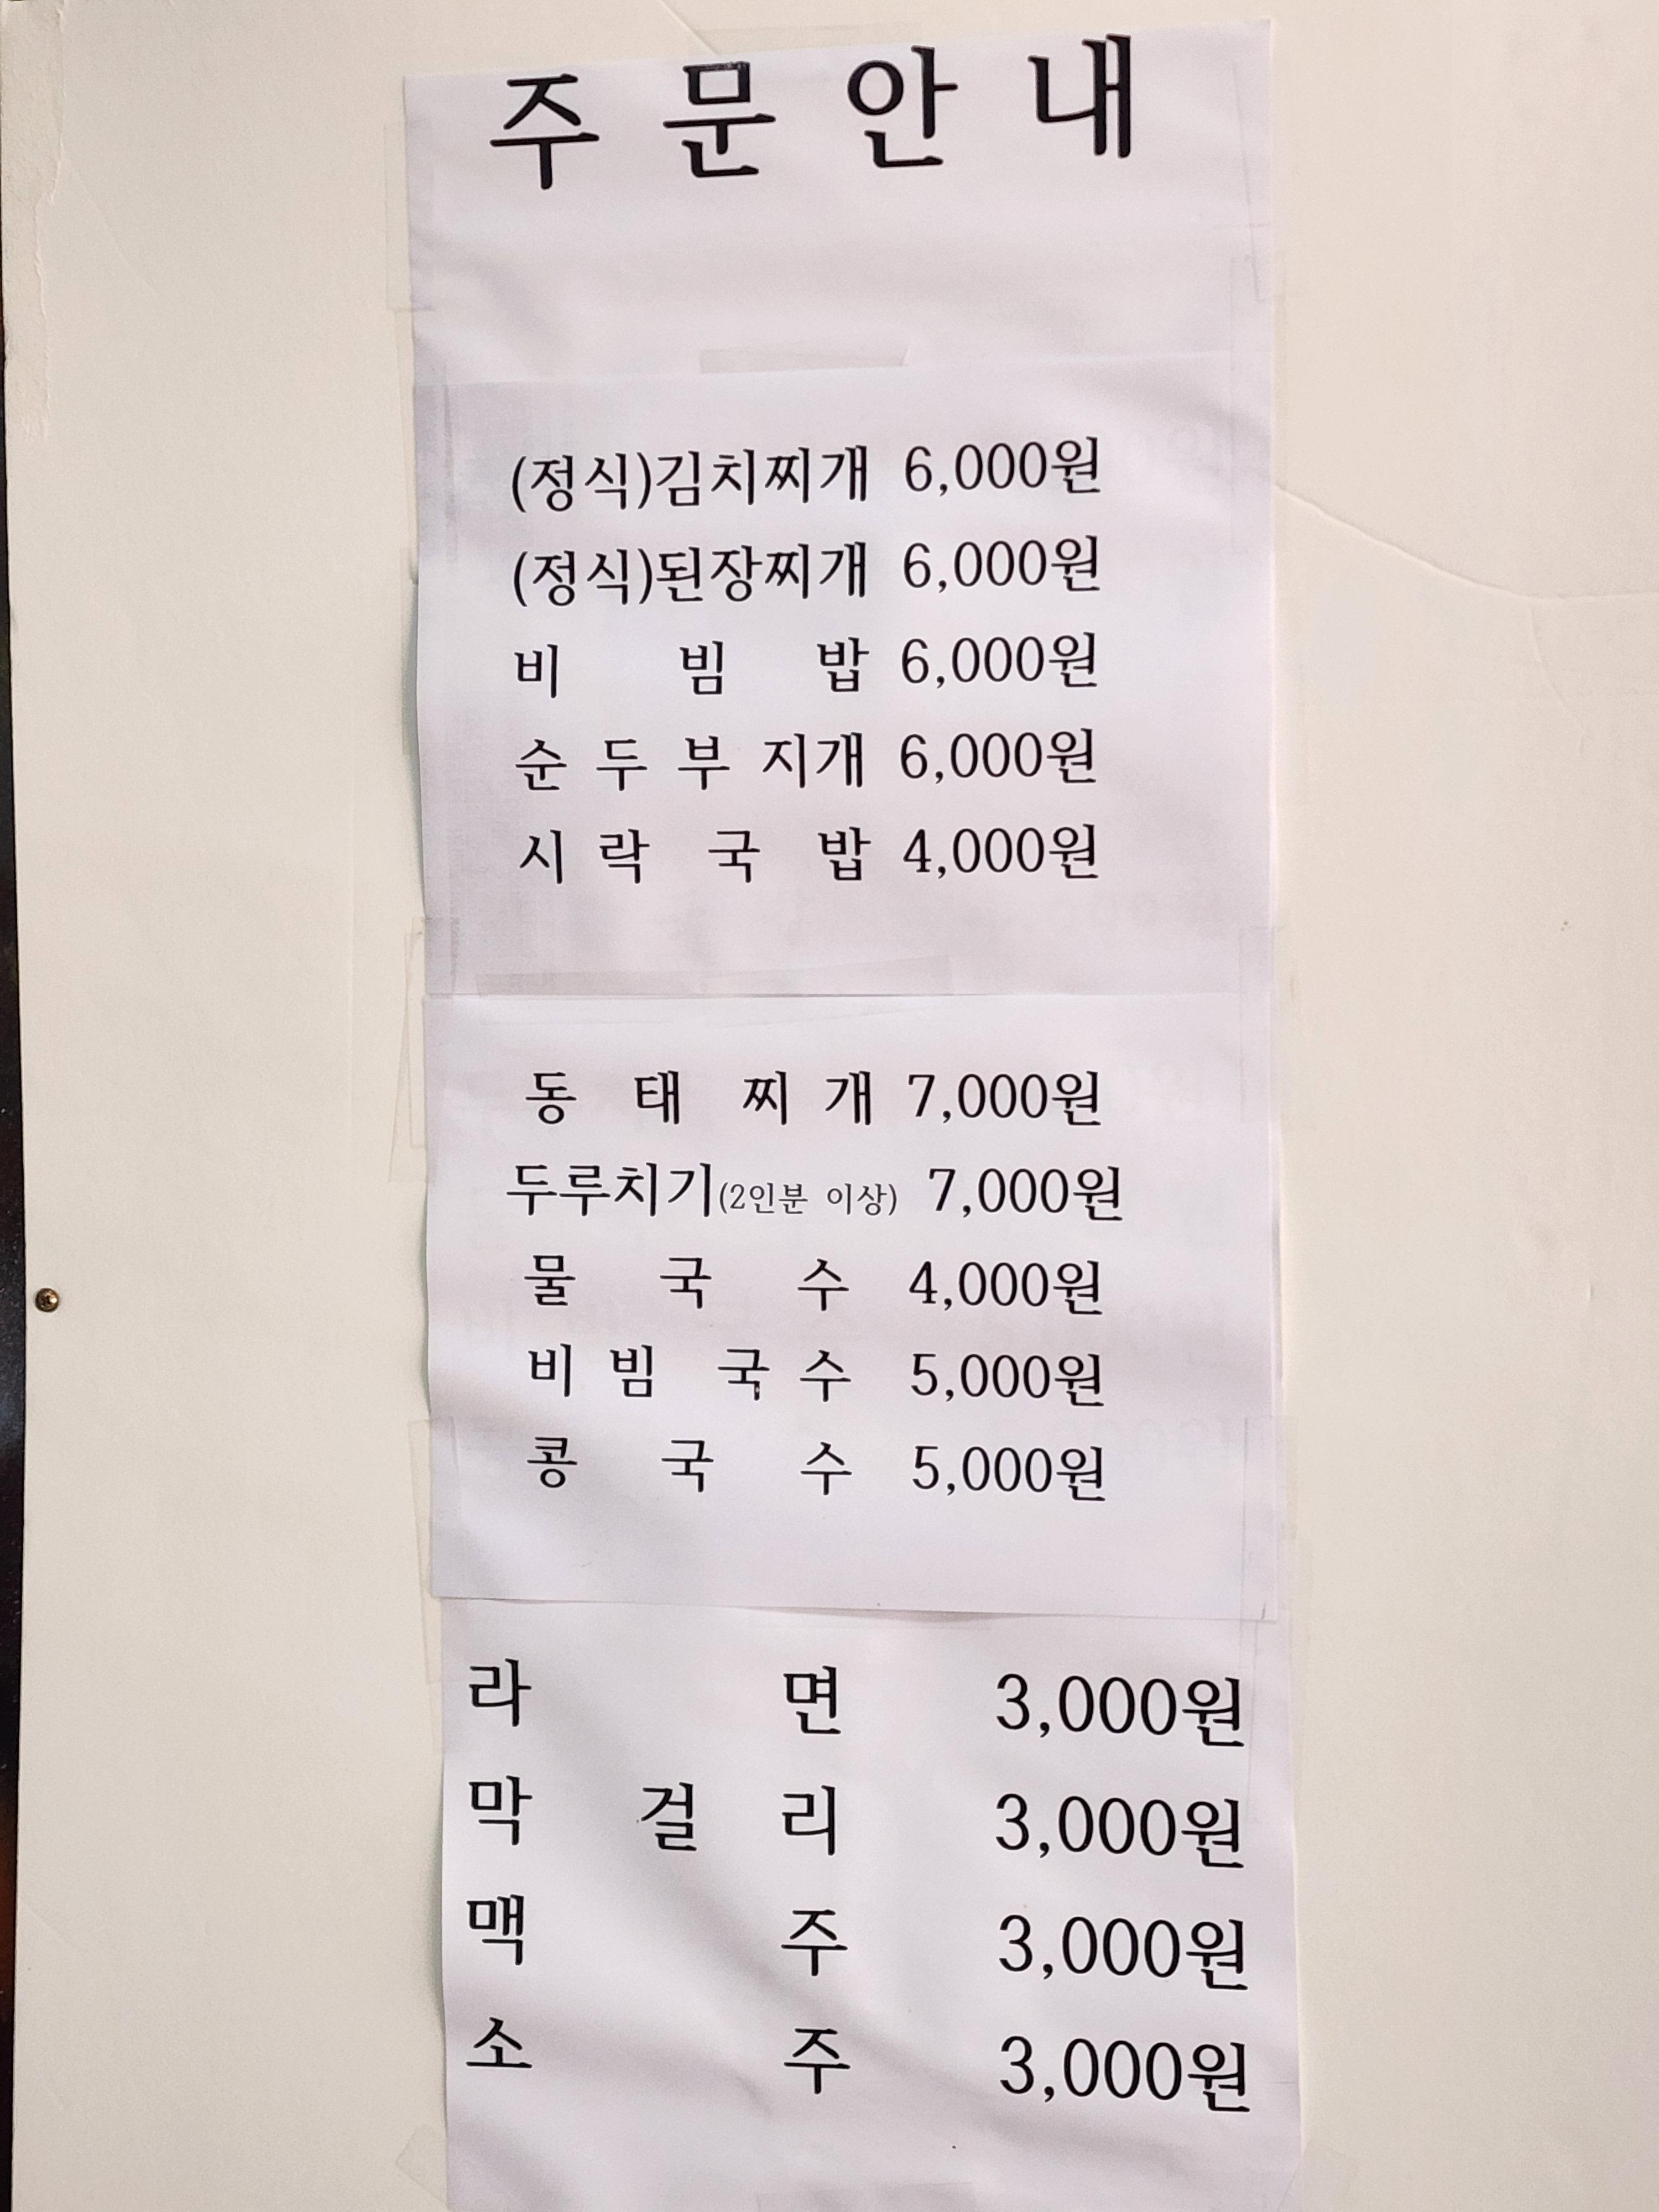 주문안내
(정식)김치찌개 6,000원
(정식)된장찌개 6,000원
비빔밥 6,000원
순두부지개 6,000원
시락국밥 4,000원
동태찌개 7,000원
두루치기(2인분 이상) 7,000원
물국수 4,000원
비빔국수 5,000원
콩국수 5,000원
라면 3,000원
막걸리 3,000원
맥주 3,000원
소주 3,000원